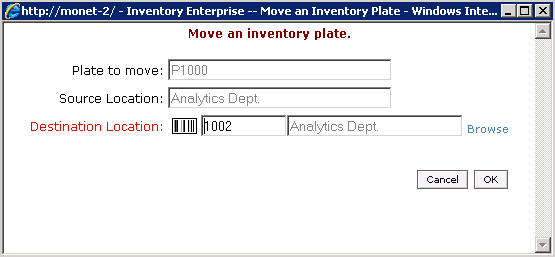 http://monet-2/ - Inventory Enterprise -- Move an Inventory Plate - Windows Inte...
Move an inventory plate.
Plate to move: P1000
Source Location: Analytics Dept.
Destination Location: 1002 Analytics Dept. Browse
Cancel OK